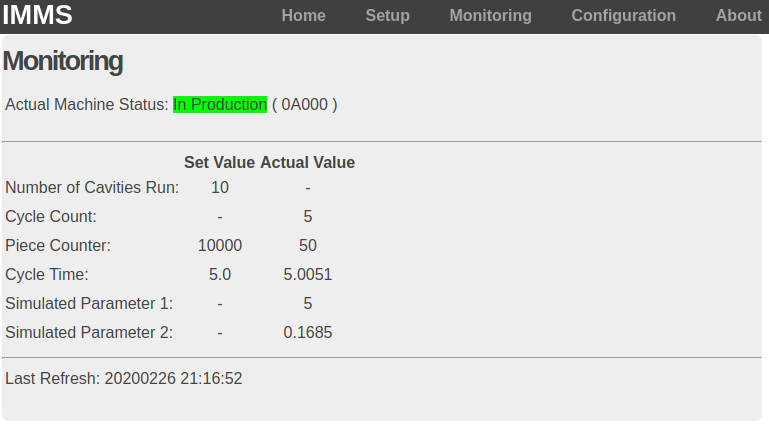 IMMS Home Setup Monitoring Configuration About
Monitoring
Actual Machine Status: In Production ( 0A000 )
Set Value Actual Value
Number of Cavities Run: 10 -
Cycle Count: - 5
Piece Counter: 10000 50
Cycle Time: 5.0 5.0051
Simulated Parameter 1: - 5
Simulated Parameter 2: - 0.1685
Last Refresh: 20200226 21:16:52